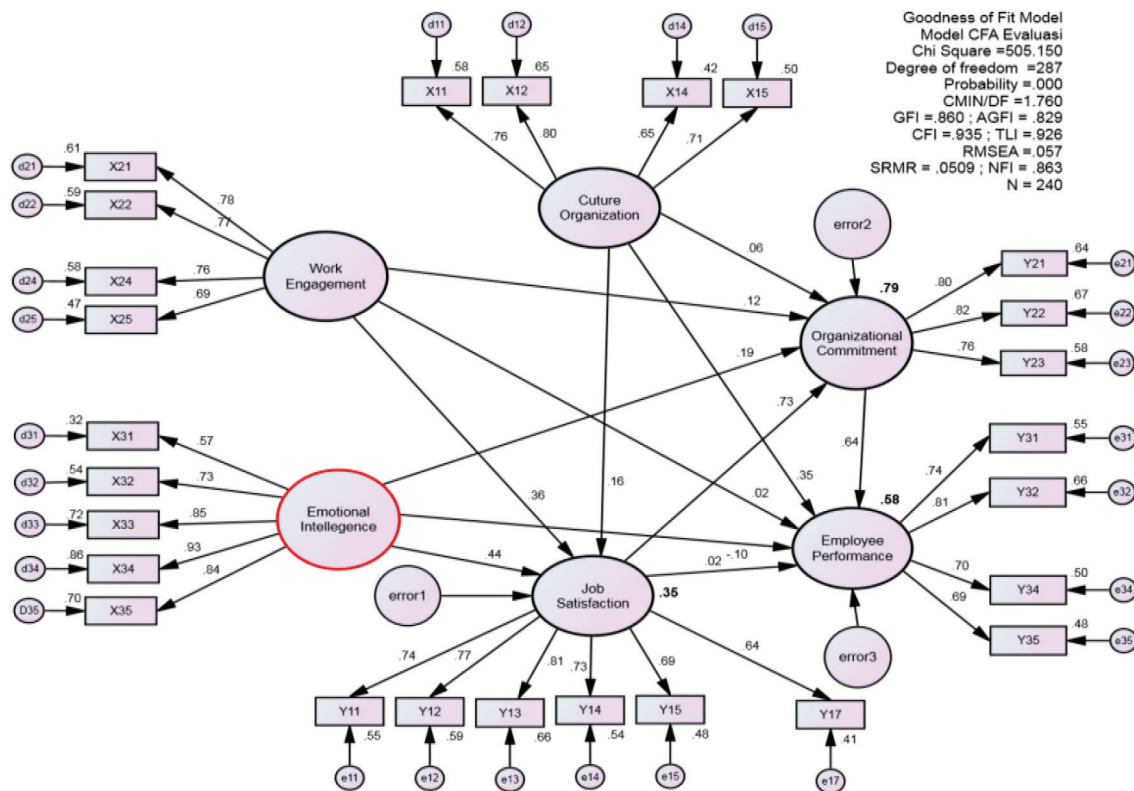 Goodness of Fit Model
Model CFA Evaluasi
Chi Square =505.150
Degree of freedom =287
Probability =.000
CMIN/DF =1.760
GFI =.860 ; AGFI = .829
CFI =.935 ; TLI =.926
RMSEA =.057
SRMR = .0509 ; NFI = .863
N = 240
d11
d12
d14
d15
.58
.65
.42
.50
X11
X12
X14
X15
.76
.80
.65
.71
Cuture
Organization
d21
.61
X21
d22
.59
X22
d24
.58
X24
d25
.47
X25
.78
.77
.76
.69
Work
Engagement
error2
.06
.12
.19
.79
Organizational
Commitment
.80
.82
.76
Y21
.64
e21
Y22
.67
e22
Y23
.58
e23
d31
.32
X31
d32
.54
X32
d33
.72
X33
d34
.86
X34
D35
.70
X35
.57
.73
.85
.93
.84
Emotional
Intellegence
.36
.16
.73
.64
.35
.02
.44
.02
-.10
.58
Employee
Performance
.74
.81
.70
.69
Y31
.55
e31
Y32
.66
e32
Y34
.50
e34
Y35
.48
e35
error1
Job
Satisfaction
.35
error3
.74
.77
.81
.73
.69
.64
Y11
Y12
Y13
Y14
Y15
Y17
.55
.59
.66
.54
.48
.41
e11
e12
e13
e14
e15
e17